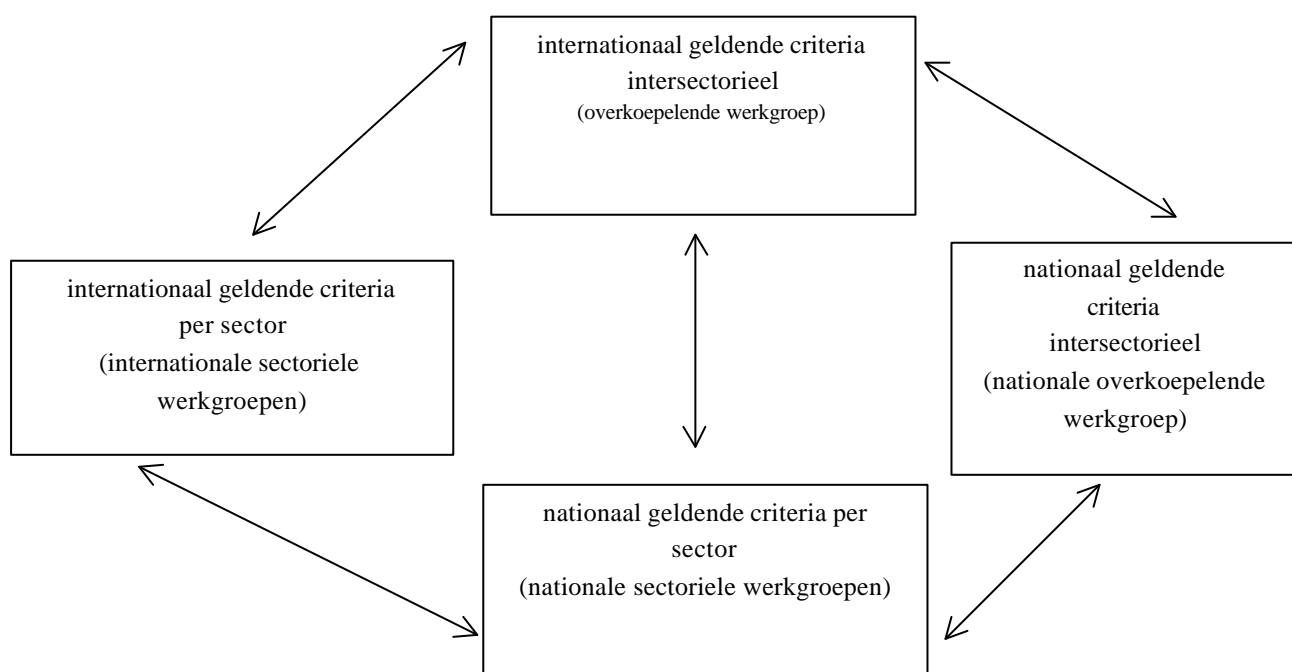 internationaal geldende criteria
intersectorieel
(overkoepelende werkgroep)
internationaal geldende criteria
per sector
(internationale sectoriele
werkgroepen)
nationaal geldende
criteria
intersectorieel
(nationale overkoepelende
werkgroep)
nationaal geldende criteria per
sector
(nationale sectoriele werkgroepen)